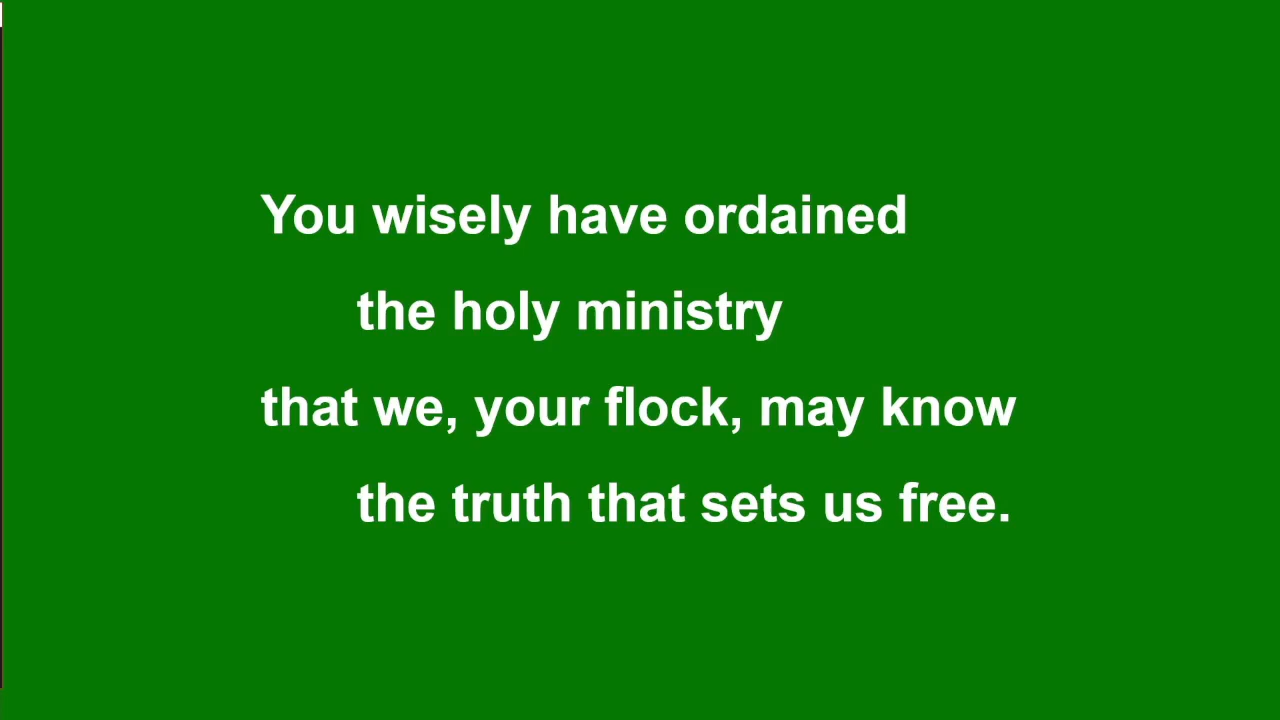 You wisely have ordained
the holy ministry
that we, your flock, may know
the truth that sets us free.